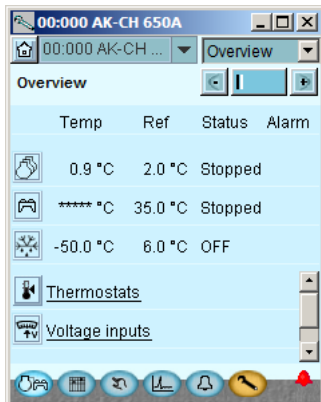 00:000 AK-CH 650A
00:000 AK-CH ... Overview
Overview
Temp Ref Status Alarm
0.9 °C 2.0 °C Stopped
***** °C 35.0 °C Stopped
-50.0 °C 6.0 °C OFF
Thermostats
Voltage inputs